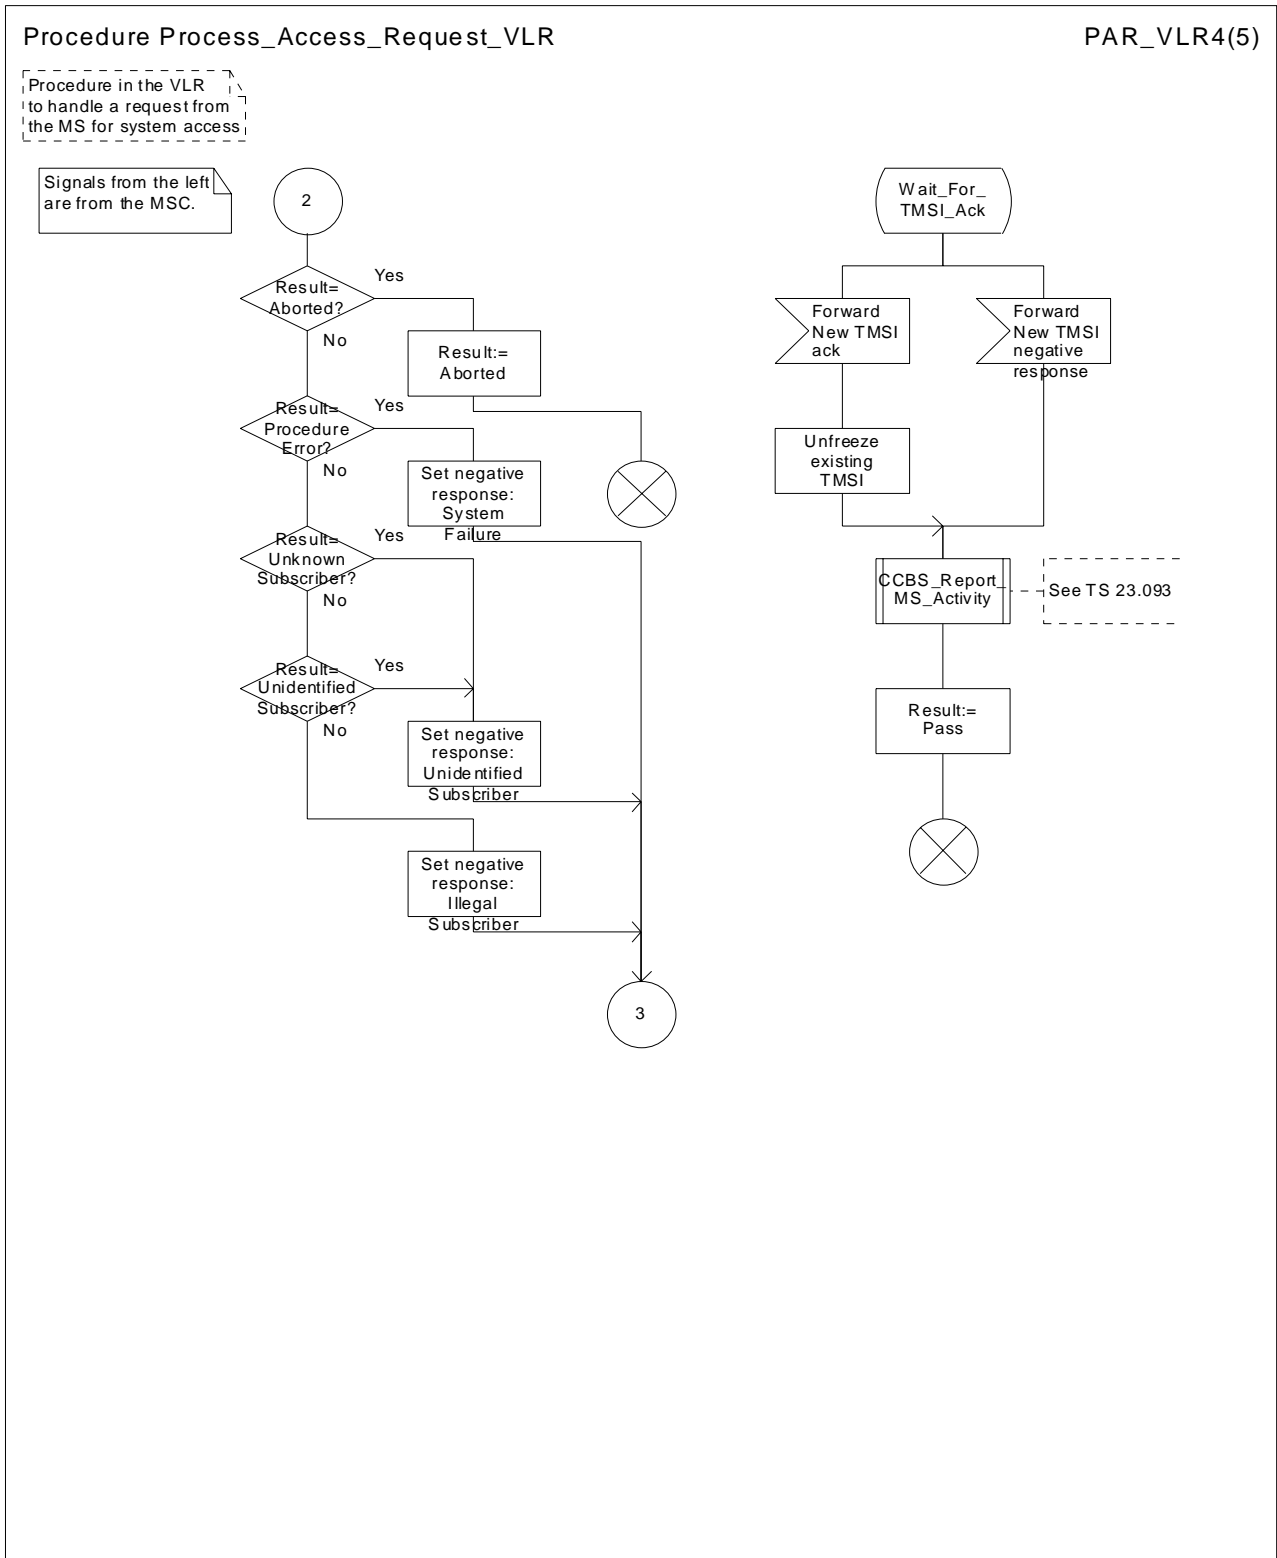 Procedure Process_Access_Request_VLR
PAR_VLR4(5)
Procedure in the VLR
to handle a request from
the MS for system access
Signals from the left
are from the MSC.
2
Result=
Aborted?
Yes
No
Result:=
Aborted
Result=
Procedure
Error?
Yes
No
Set negative
response:
System
Failure
Result=
Unknown
Subscriber?
Yes
No
Result=
Unidentified
Subscriber?
Yes
No
Set negative
response:
Unidentified
Subscriber
Set negative
response:
Illegal
Subscriber
3
Wait_For_
TMSI_Ack
Forward
New TMSI
ack
Forward
New TMSI
negative
response
Unfreeze
existing
TMSI
CCBS_Report_
MS_Activity
See TS 23.093
Result:=
Pass